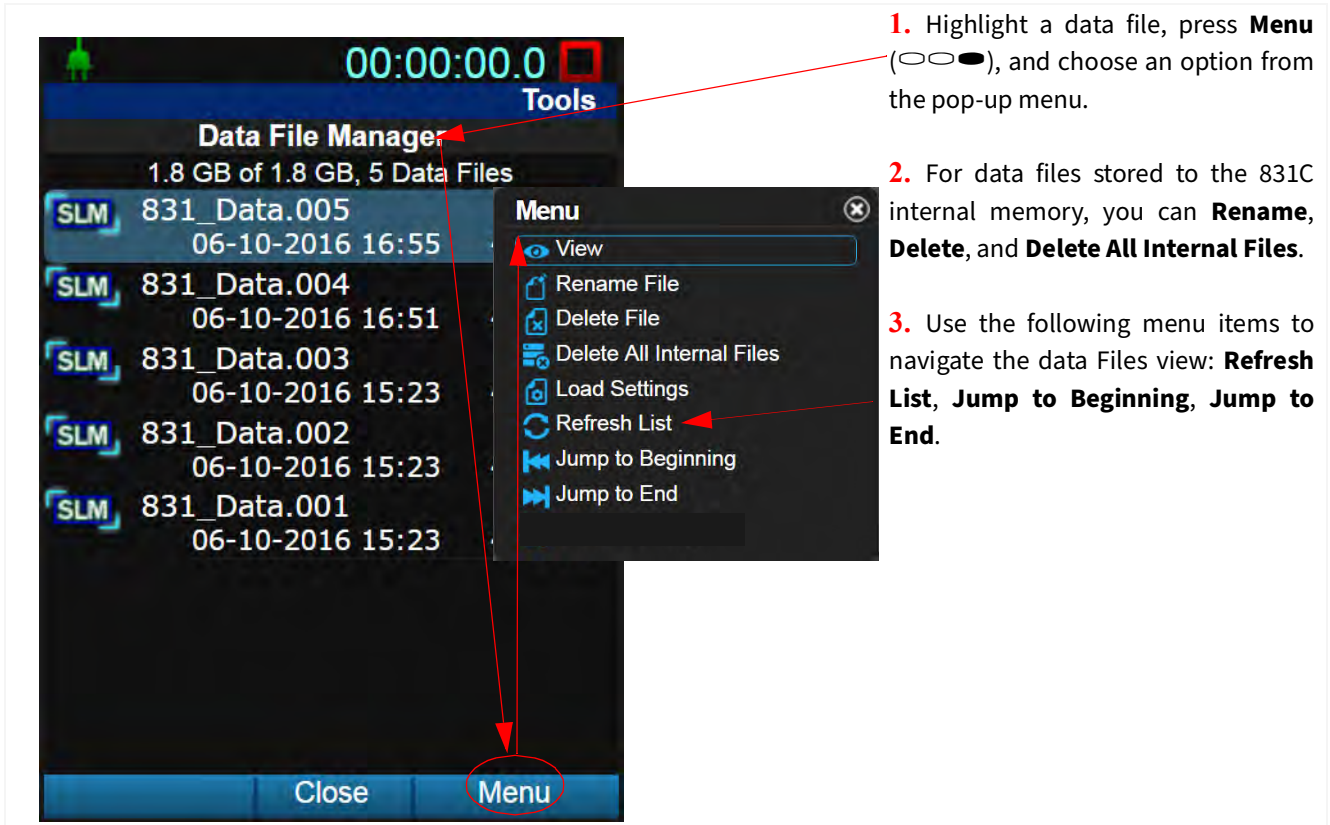 00:00:00.0
Tools
Data File Manager
1.8 GB of 1.8 GB, 5 Data Files
SLM 831_Data.005
06-10-2016 16:55
SLM 831_Data.004
06-10-2016 16:51
SLM 831_Data.003
06-10-2016 15:23
SLM 831_Data.002
06-10-2016 15:23
SLM 831_Data.001
06-10-2016 15:23
Close Menu
Menu
View
Rename File
Delete File
Delete All Internal Files
Load Settings
Refresh List
Jump to Beginning
Jump to End
1. Highlight a data file, press Menu
(), and choose an option from
the pop-up menu.
2. For data files stored to the 831C
internal memory, you can Rename,
Delete, and Delete All Internal Files.
3. Use the following menu items to
navigate the data Files view: Refresh
List, Jump to Beginning, Jump to
End.